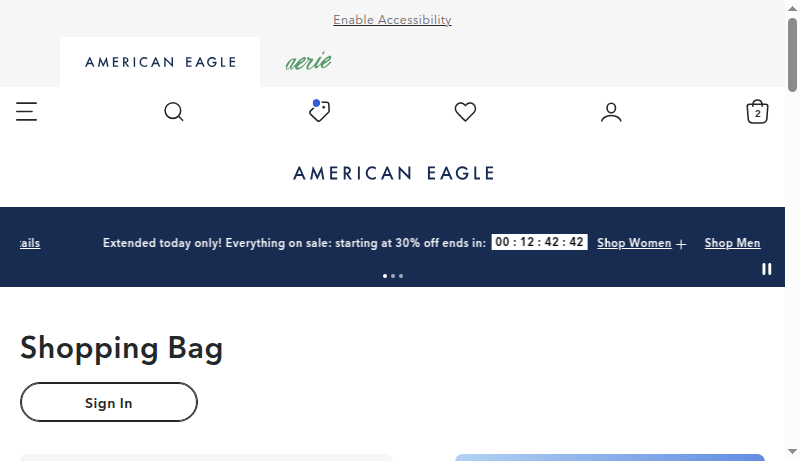 Enable Accessibility
AMERICAN EAGLE
aerie
2
AMERICAN EAGLE
Extended today only! Everything on sale: starting at 30% off ends in: 00 : 12 : 42 : 42 Shop Women + Shop Men
Shopping Bag
Sign In